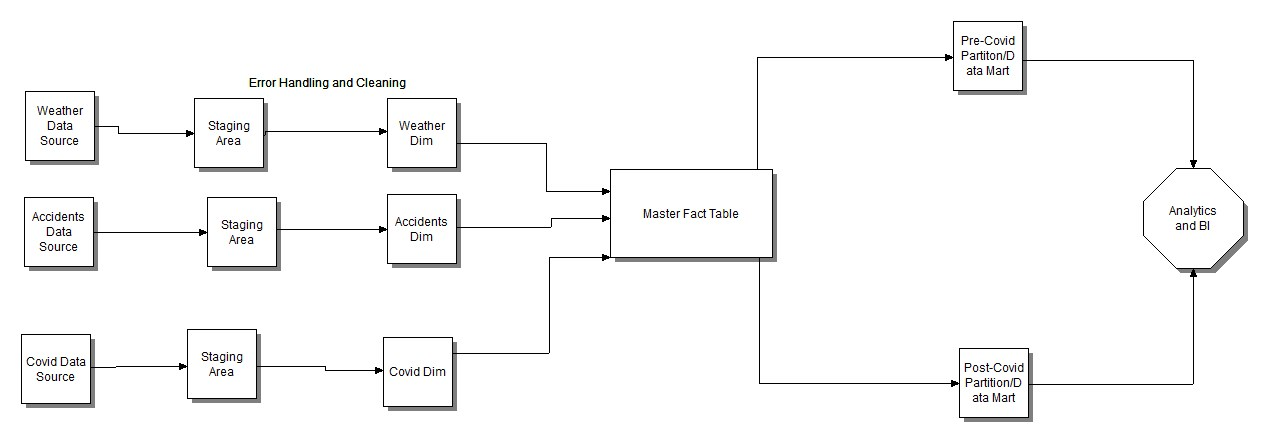 Error Handling and Cleaning
Weather
Data
Source
Staging
Area
Weather
Dim
Accidents
Data
Source
Staging
Area
Accidents
Dim
Covid Data
Source
Staging
Area
Covid Dim
Master Fact Table
Pre-Covid
Partiton/D
ata Mart
Post-Covid
Partition/D
ata Mart
Analytics
and BI